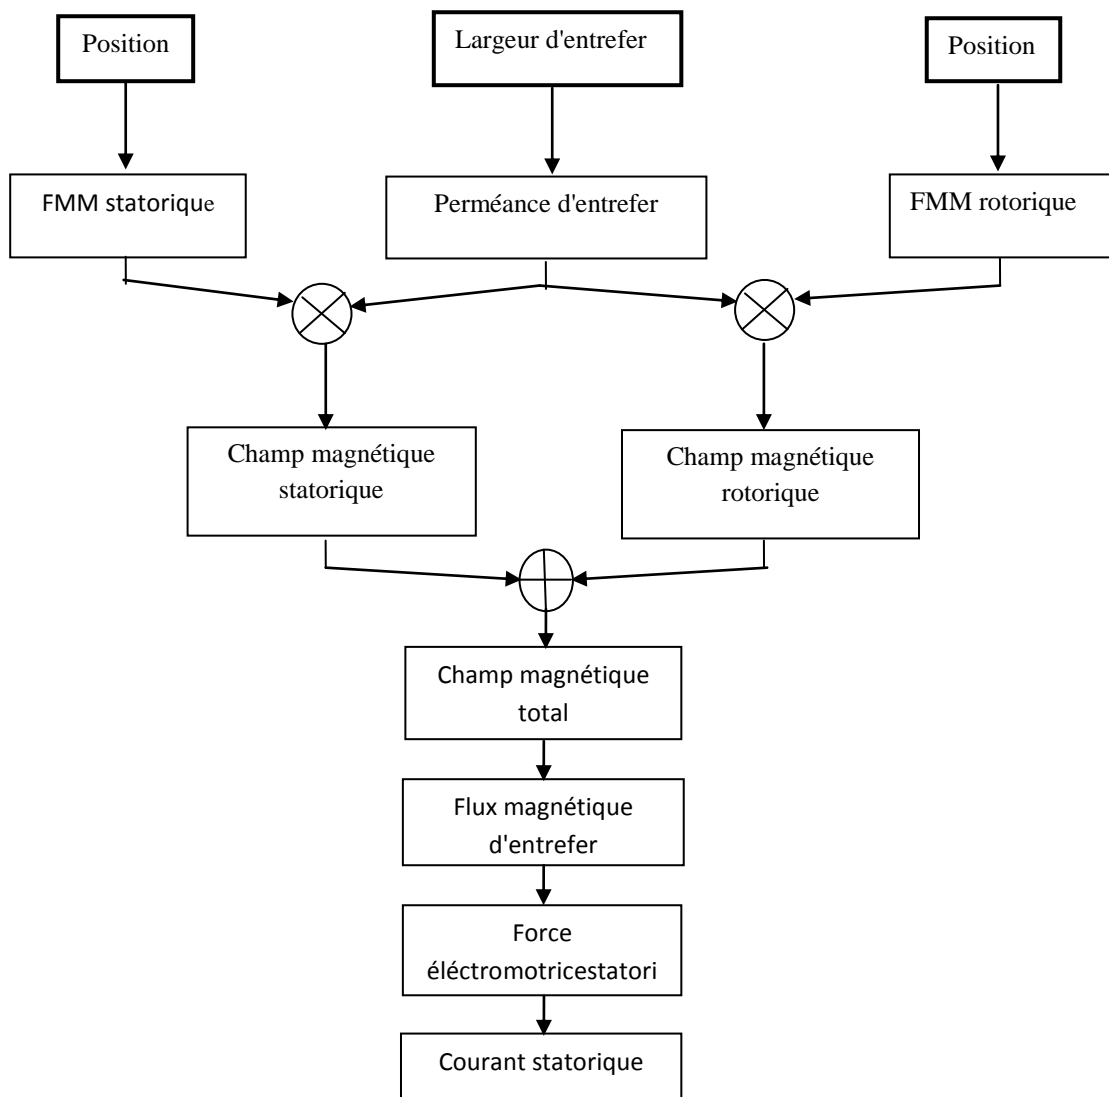 Position
Largeur d'entrefer
Position
FMM statorique
Perméance d'entrefer
FMM rotorique
Champ magnétique
statorique
Champ magnétique
rotorique
Champ magnétique
total
Flux magnétique
d'entrefer
Force
éléctromotricestatori
Courant statorique